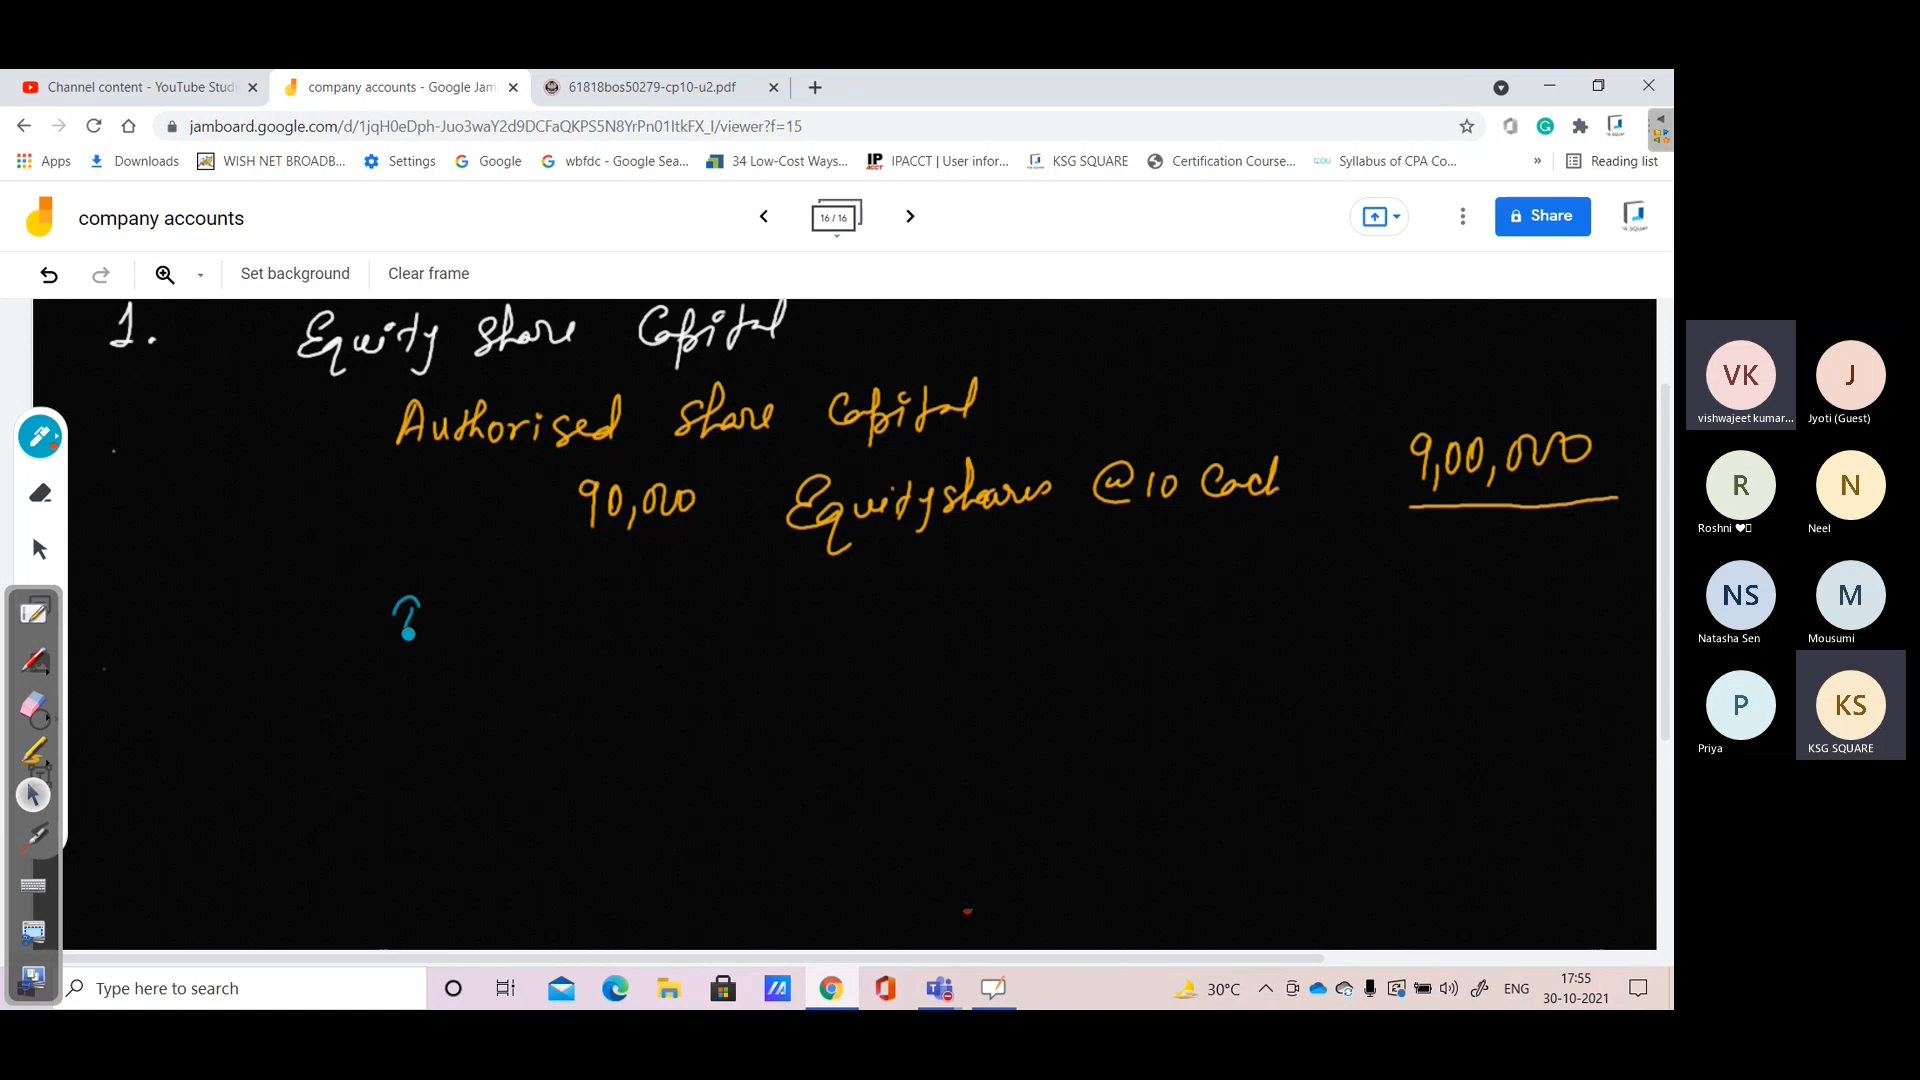 Channel content - YouTube Studi
company accounts - Google Jam
61818bos50279-cp10-u2.pdf
jamboard.google.com/d/1jqH0eDph-Juo3waY2d9DCFaQKPS5N8YrPn01ItkFX_I/viewer?f=15
Apps
Downloads
WISH NET BROADB...
Settings
Google
wbfdc - Google Sea...
34 Low-Cost Ways...
IP IPACCT | User infor...
KSG SQUARE
Certification Course...
Syllabus of CPA Co...
»
Reading list
company accounts
16 / 16
Share
Set background
Clear frame
1. Equity Share Capital
Authorised Share Capital
90,000 Equity shares @ 10 each 9,00,000
VK
vishwajeet kumar...
J
Jyoti (Guest)
R
Roshni
N
Neel
NS
Natasha Sen
M
Mousumi
P
Priya
KS
KSG SQUARE
Type here to search
30°C
ENG
17:55
30-10-2021